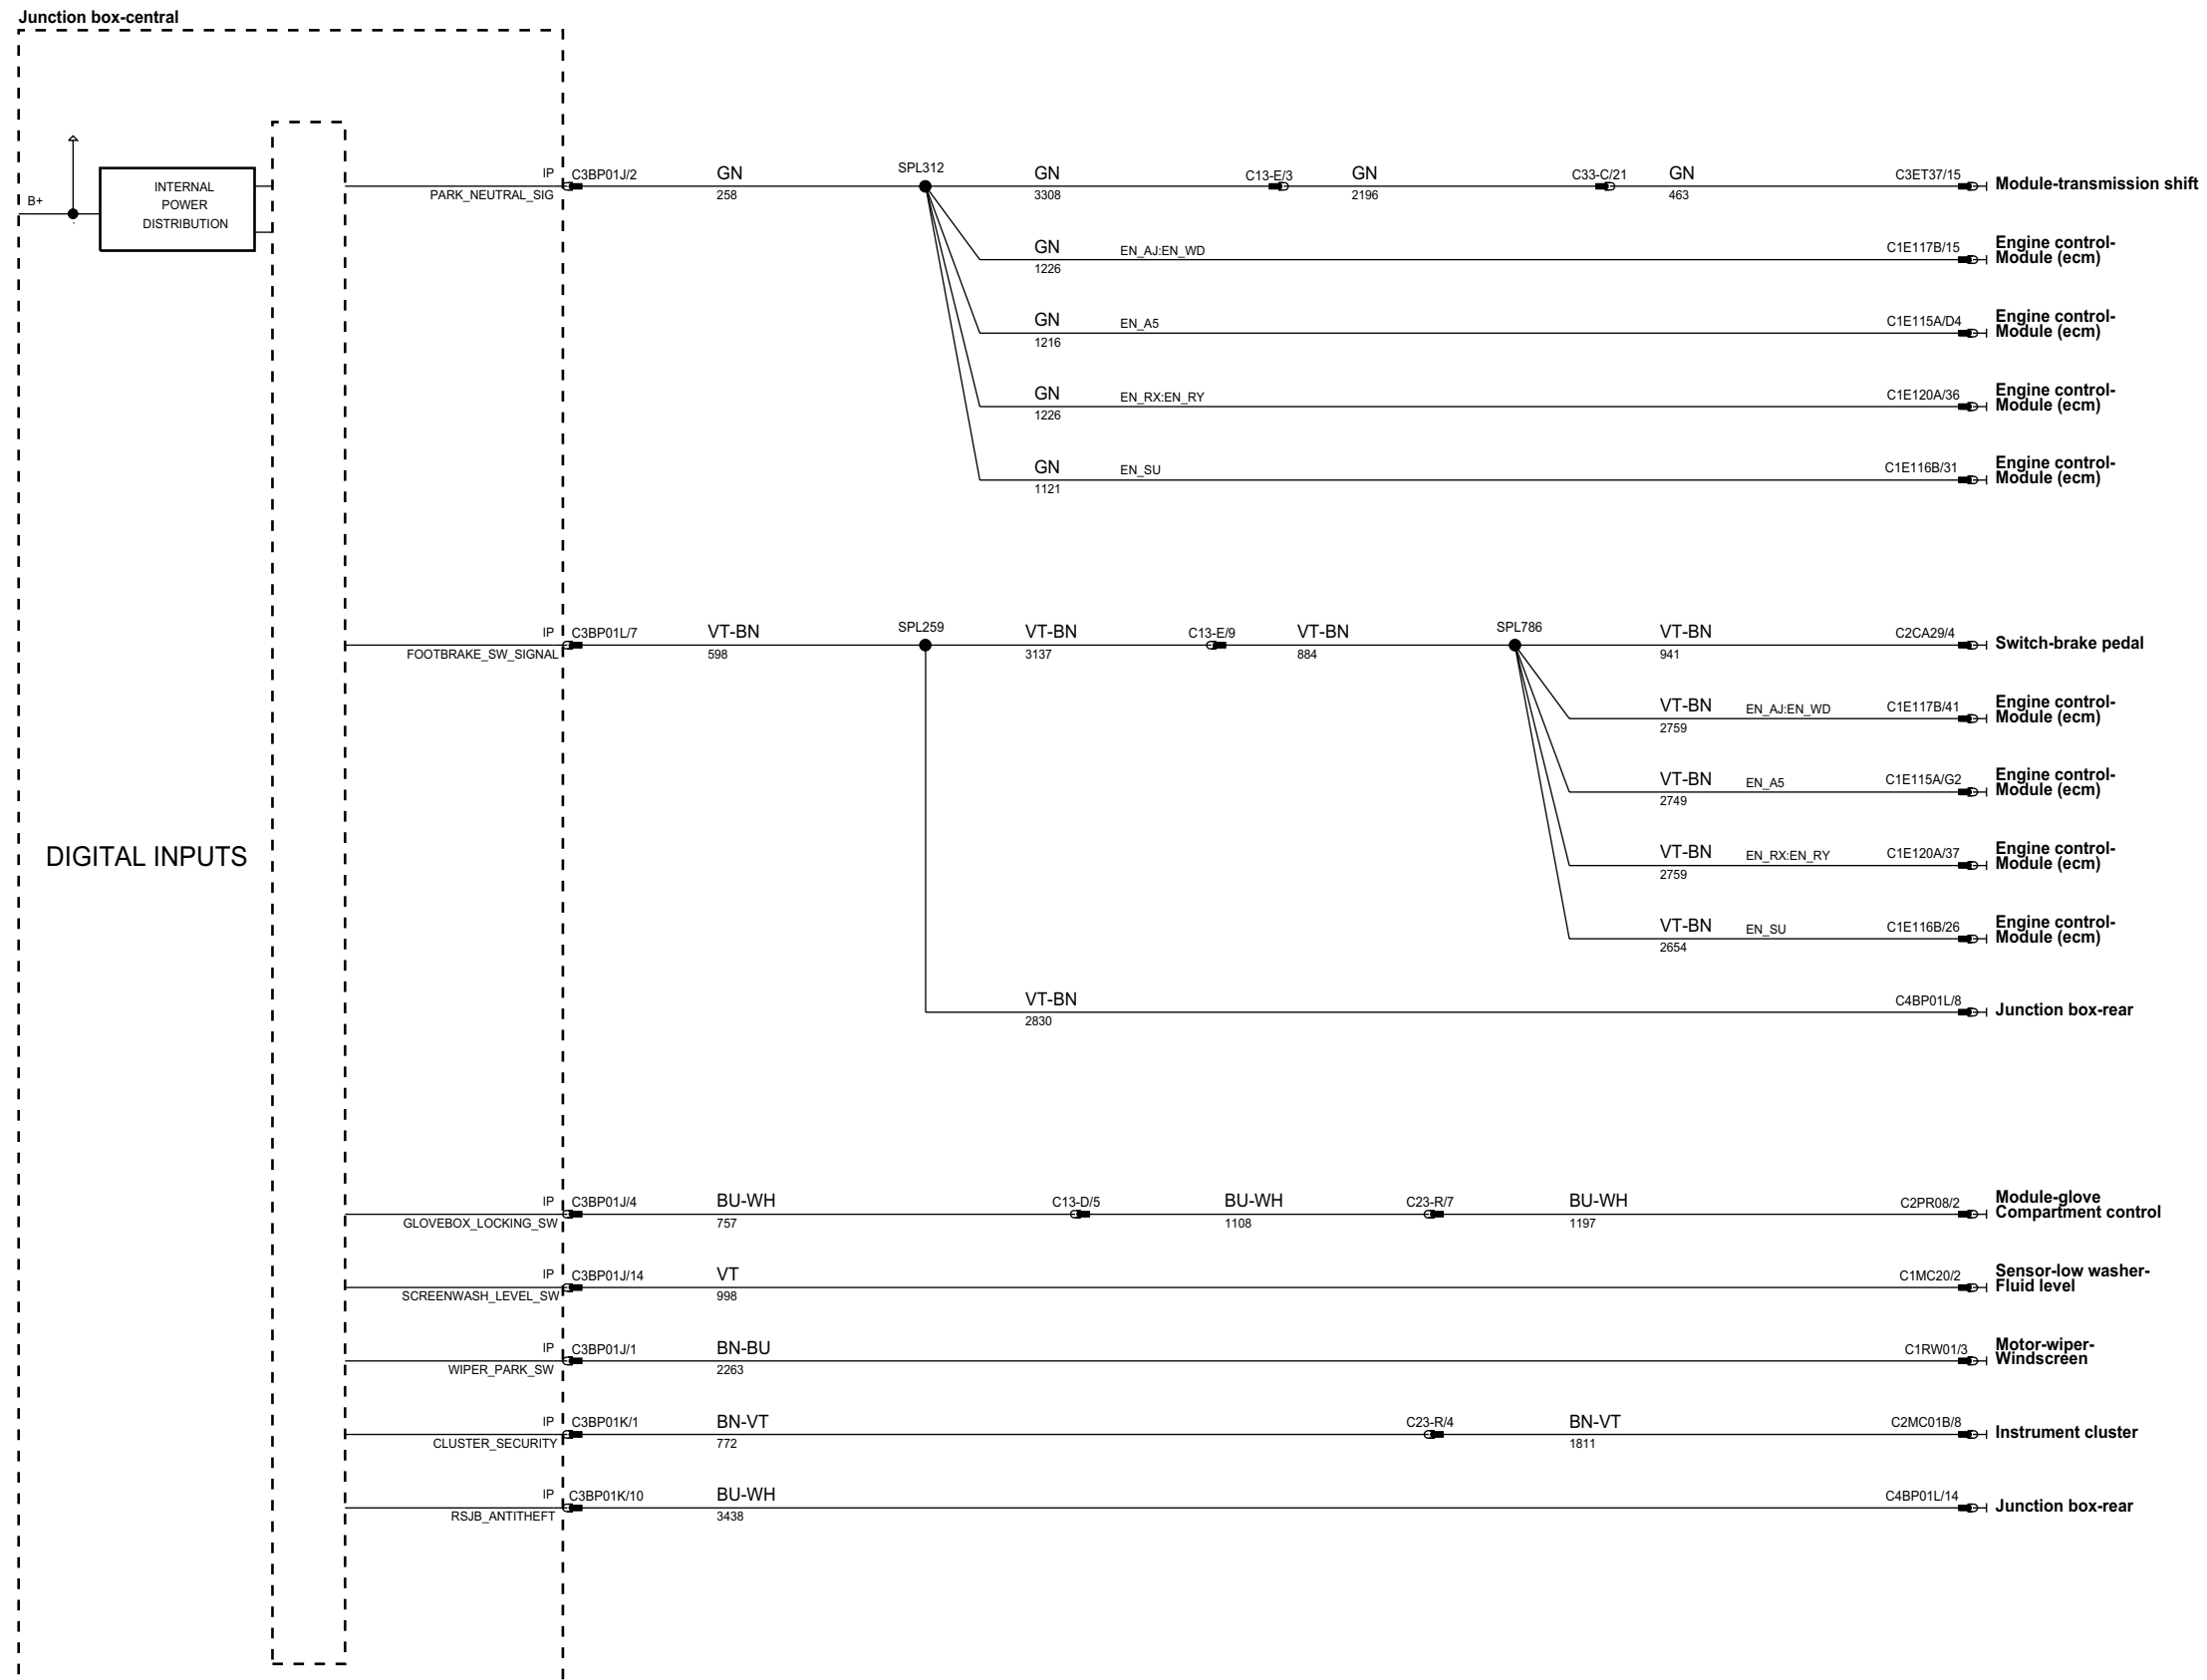 Junction box-central
B+
INTERNAL
POWER
DISTRIBUTION
DIGITAL INPUTS
IP C3BP01J/2 GN SPL312 GN C13-E/3 GN C33-C/21 GN C3ET37/15 Module-transmission shift
PARK_NEUTRAL_SIG 258 3308 2196 463
GN EN_AJ:EN_WD C1E117B/15 Engine control-
1226 Module (ecm)
GN EN_A5 C1E115A/D4 Engine control-
1216 Module (ecm)
GN EN_RX:EN_RY C1E120A/36 Engine control-
1226 Module (ecm)
GN EN_SU C1E116B/31 Engine control-
1121 Module (ecm)
IP C3BP01L/7 VT-BN SPL259 VT-BN C13-E/9 VT-BN SPL786 VT-BN C2CA29/4 Switch-brake pedal
FOOTBRAKE_SW_SIGNAL 598 3137 884 941
VT-BN EN_AJ:EN_WD C1E117B/41 Engine control-
2759 Module (ecm)
VT-BN EN_A5 C1E115A/G2 Engine control-
2749 Module (ecm)
VT-BN EN_RX:EN_RY C1E120A/37 Engine control-
2759 Module (ecm)
VT-BN EN_SU C1E116B/26 Engine control-
2654 Module (ecm)
VT-BN C4BP01L/8 Junction box-rear
2830
IP C3BP01J/4 BU-WH C13-D/5 BU-WH C23-R/7 BU-WH C2PR08/2 Module-glove
GLOVEBOX_LOCKING_SW 757 1108 1197 Compartment control
IP C3BP01J/14 VT C1MC20/2 Sensor-low washer-
SCREENWASH_LEVEL_SW 998 Fluid level
IP C3BP01J/1 BN-BU C1RW01/3 Motor-wiper-
WIPER_PARK_SW 2263 Windscreen
IP C3BP01K/1 BN-VT C23-R/4 BN-VT C2MC01B/8 Instrument cluster
CLUSTER_SECURITY 772 1811
IP C3BP01K/10 BU-WH C4BP01L/14 Junction box-rear
RSJB_ANTITHEFT 3438